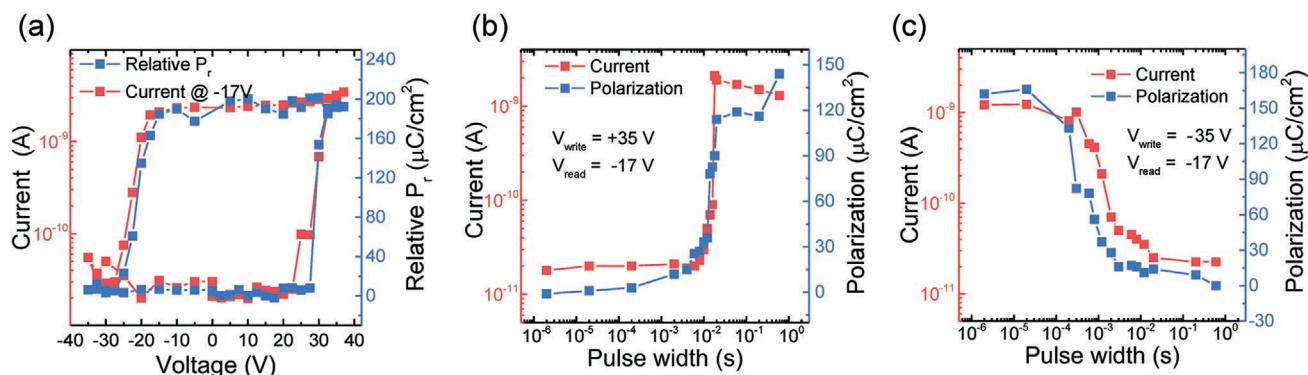 (a)
Relative Pr
Current @ -17V
Current (A)
10-9
10-10
240
200
160
120
80
40
0
Relative Pr (μC/cm2)
-40 -30 -20 -10 0 10 20 30 40
Voltage (V)
(b)
Current
Polarization
Vwrite = +35 V
Vread = -17 V
Current (A)
10-9
10-10
10-11
150
120
90
60
30
0
Polarization (μC/cm2)
10-6 10-5 10-4 10-3 10-2 10-1 100
Pulse width (s)
(c)
Current
Polarization
Vwrite = -35 V
Vread = -17 V
Current (A)
10-9
10-10
10-11
180
150
120
90
60
30
0
-30
Polarization (μC/cm2)
10-6 10-5 10-4 10-3 10-2 10-1 100
Pulse width (s)